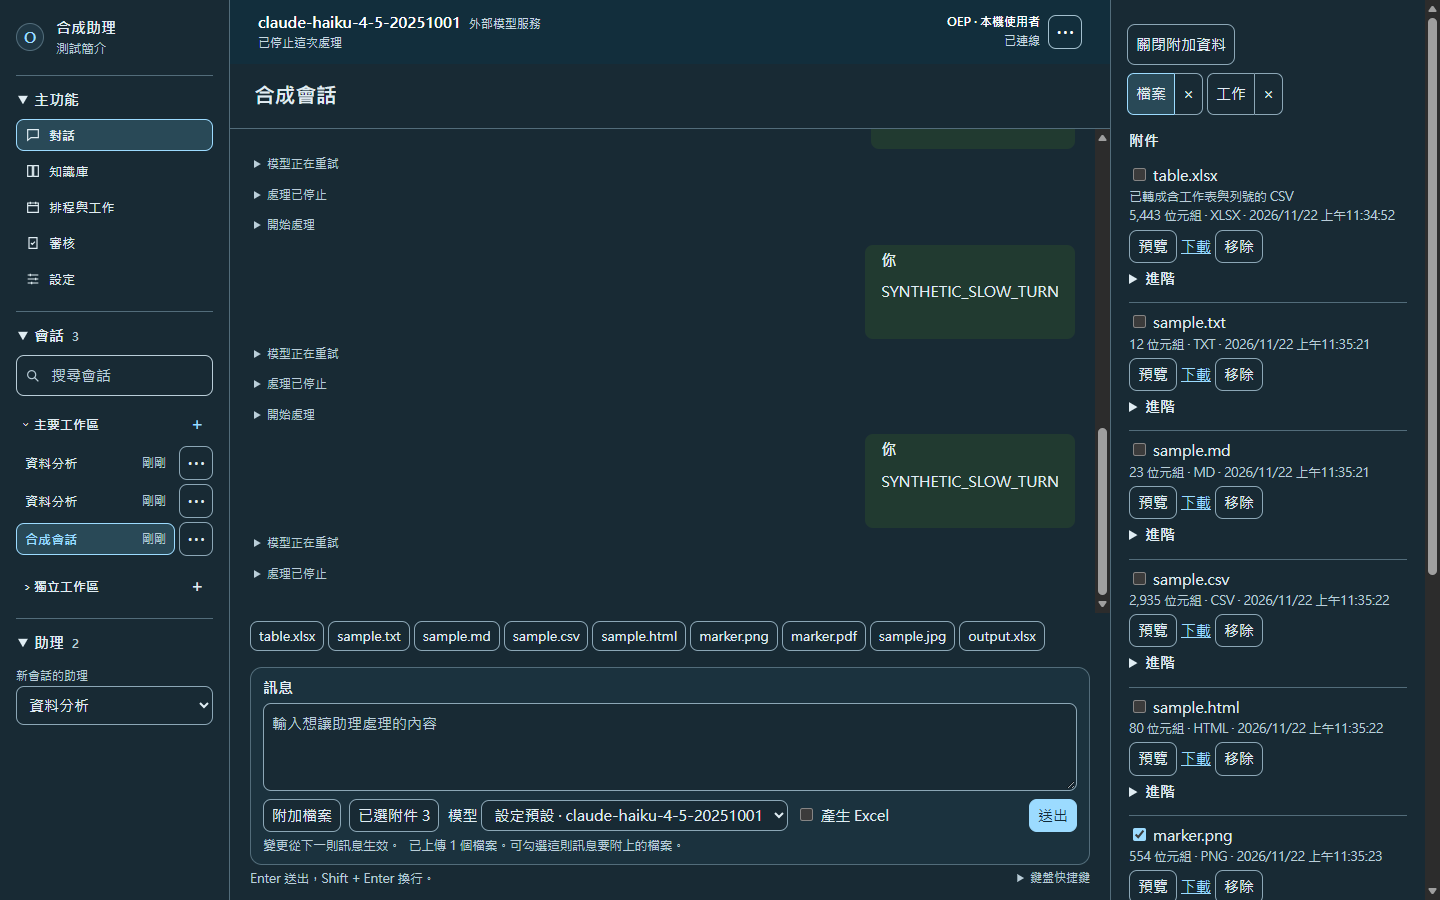 O
合成助理
測試簡介
主功能
對話
知識庫
排程與工作
審核
設定
會話 3
搜尋會話
主要工作區 +
資料分析 剛剛 ...
資料分析 剛剛 ...
合成會話 剛剛 ...
獨立工作區 +
助理 2
新會話的助理
資料分析
claude-haiku-4-5-20251001 外部模型服務
已停止這次處理
OEP · 本機使用者
已連線
...
合成會話
模型正在重試
處理已停止
開始處理
你
SYNTHETIC_SLOW_TURN
模型正在重試
處理已停止
開始處理
你
SYNTHETIC_SLOW_TURN
模型正在重試
處理已停止
table.xlsx sample.txt sample.md sample.csv sample.html marker.png marker.pdf sample.jpg output.xlsx
訊息
輸入想讓助理處理的內容
附加檔案 已選附件 3 模型 設定預設 · claude-haiku-4-5-20251001 產生 Excel 送出
變更從下一則訊息生效。 已上傳 1 個檔案。可勾選這則訊息要附上的檔案。
Enter 送出，Shift + Enter 換行。 鍵盤快捷鍵
關閉附加資料
檔案 × 工作 ×
附件
table.xlsx
已轉成含工作表與列號的 CSV
5,443 位元組 · XLSX · 2026/11/22 上午11:34:52
預覽 下載 移除
進階
sample.txt
12 位元組 · TXT · 2026/11/22 上午11:35:21
預覽 下載 移除
進階
sample.md
23 位元組 · MD · 2026/11/22 上午11:35:21
預覽 下載 移除
進階
sample.csv
2,935 位元組 · CSV · 2026/11/22 上午11:35:22
預覽 下載 移除
進階
sample.html
80 位元組 · HTML · 2026/11/22 上午11:35:22
預覽 下載 移除
進階
marker.png
554 位元組 · PNG · 2026/11/22 上午11:35:23
預覽 下載 移除